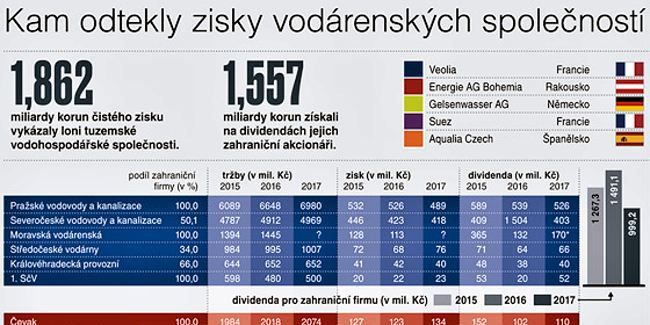 Kam odtekly zisky vodárenských společností
1,862
miliardy korun čistého zisku
vykázaly loni tuzemské
vodohospodářské společnosti.
1,557
miliardy korun získali
na dividendách jejich
zahraniční akcionáři.
Veolia Francie
Energie AG Bohemia Rakousko
Gelsenwasser AG Německo
Suez Francie
Aqualia Czech Španělsko
podíl zahraniční firmy (v %) tržby (v mil. Kč) zisk (v mil. Kč) dividenda (v mil. Kč)
2015 2016 2017 2015 2016 2017 2015 2016 2017
Pražské vodovody a kanalizace 100,0 6089 6648 6980 532 526 489 589 539 526
Severočeské vodovody a kanalizace 50,1 4787 4912 4969 446 423 418 409 1 504 403
Moravská vodárenská 100,0 1394 1445 ? 128 113 ? 365 132 170*
Středočeské vodárny 34,0 984 995 1007 72 68 76 71 64 66
Královéhradecká provozní 66,0 644 652 652 41 42 40 48 38 40
1. SčV 100,0 598 480 500 20 22 23 53 20 52
1 267,3
1 491,1
999,2
dividenda pro zahraniční firmu (v mil. Kč) 2015 2016 2017
Čevak 100,0 1984 2018 2074 127 123 134 152 102 110